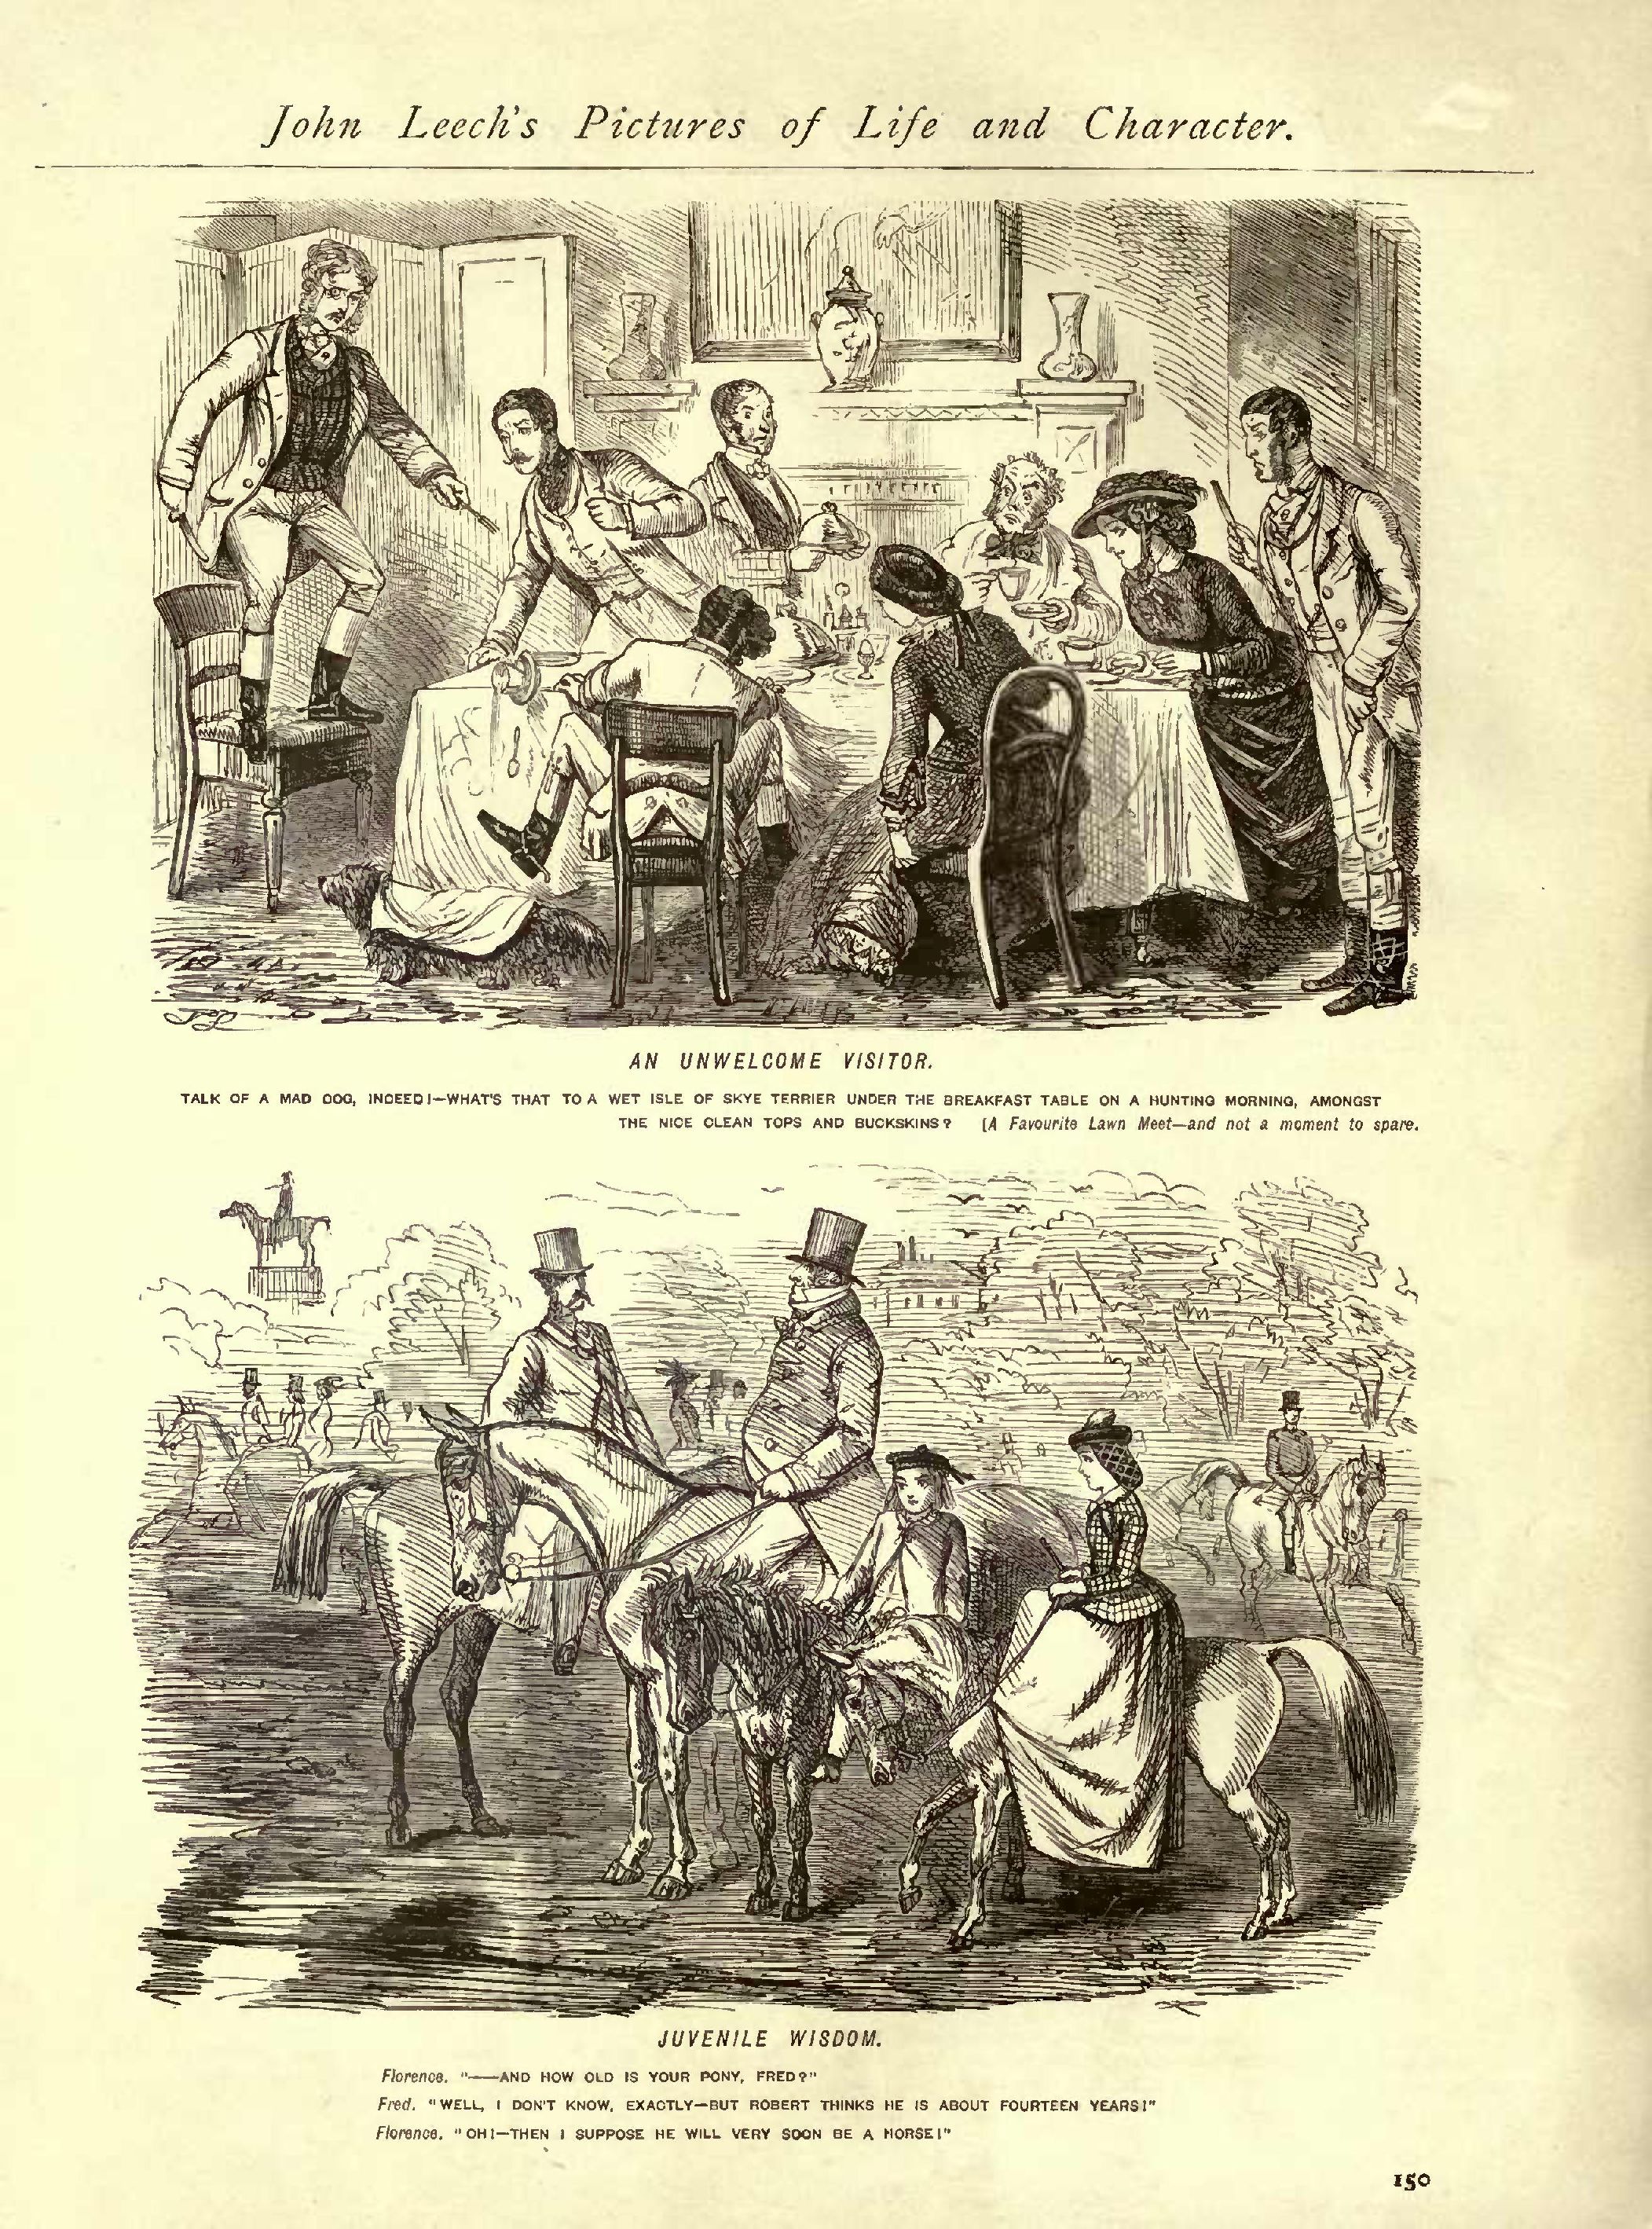 John Leech's Pictures of Life and Character.
AN UNWELCOME VISITOR.
TALK OF A MAD DOG, INDEED!—WHAT'S THAT TO A WET ISLE OF SKYE TERRIER UNDER THE BREAKFAST TABLE ON A HUNTING MORNING, AMONGST
THE NICE CLEAN TOPS AND BUCKSKINS? [A Favourite Lawn Meet—and not a moment to spare.
JUVENILE WISDOM.
Florence. "——AND HOW OLD IS YOUR PONY, FRED?"
Fred. "WELL, I DON'T KNOW, EXACTLY—BUT ROBERT THINKS HE IS ABOUT FOURTEEN YEARS!"
Florence. "OH!—THEN I SUPPOSE HE WILL VERY SOON BE A HORSE!"
150